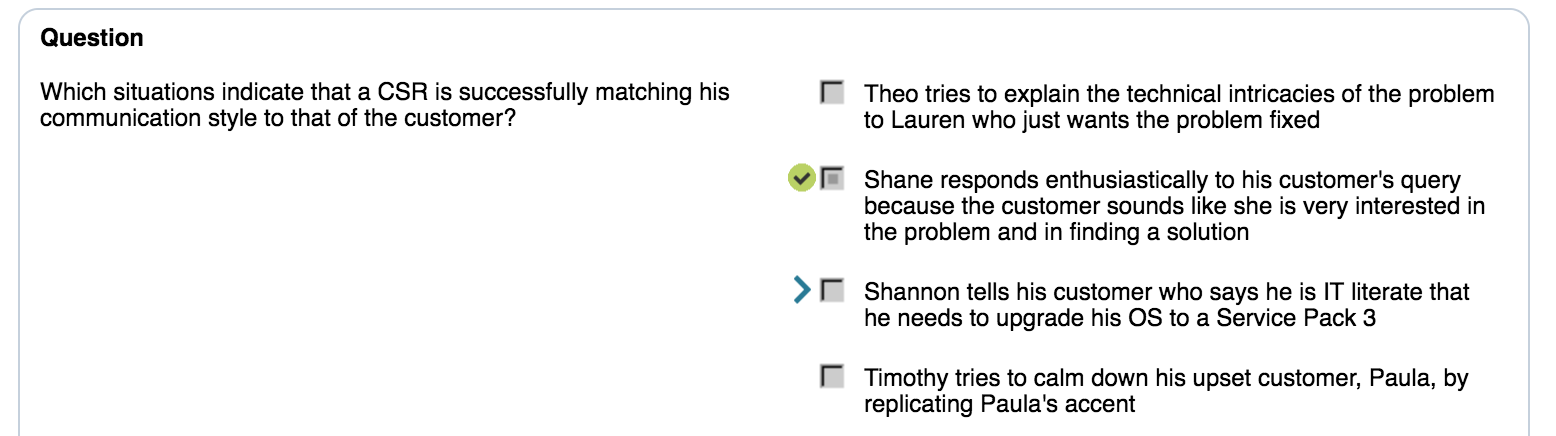 Question
Which situations indicate that a CSR is successfully matching his
communication style to that of the customer?
Theo tries to explain the technical intricacies of the problem
to Lauren who just wants the problem fixed
Shane responds enthusiastically to his customer's query
because the customer sounds like she is very interested in
the problem and in finding a solution
Shannon tells his customer who says he is IT literate that
he needs to upgrade his OS to a Service Pack 3
Timothy tries to calm down his upset customer, Paula, by
replicating Paula's accent